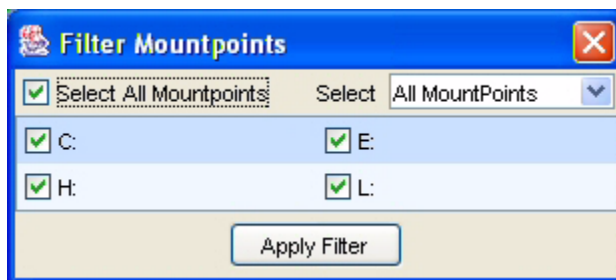 Filter Mountpoints
Select All Mountpoints Select All MountPoints
C: E:
H: L:
Apply Filter